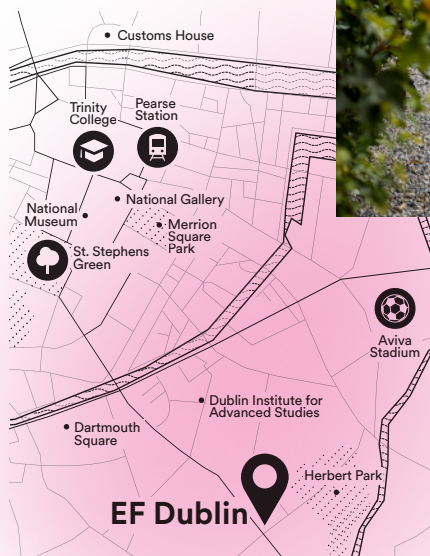 Customs House
Trinity
College
Pearse
Station
National Gallery
National
Museum
Merrion
Square
Park
St. Stephens
Green
Aviva
Stadium
Dublin Institute for
Advanced Studies
Dartmouth
Square
Herbert Park
EF Dublin